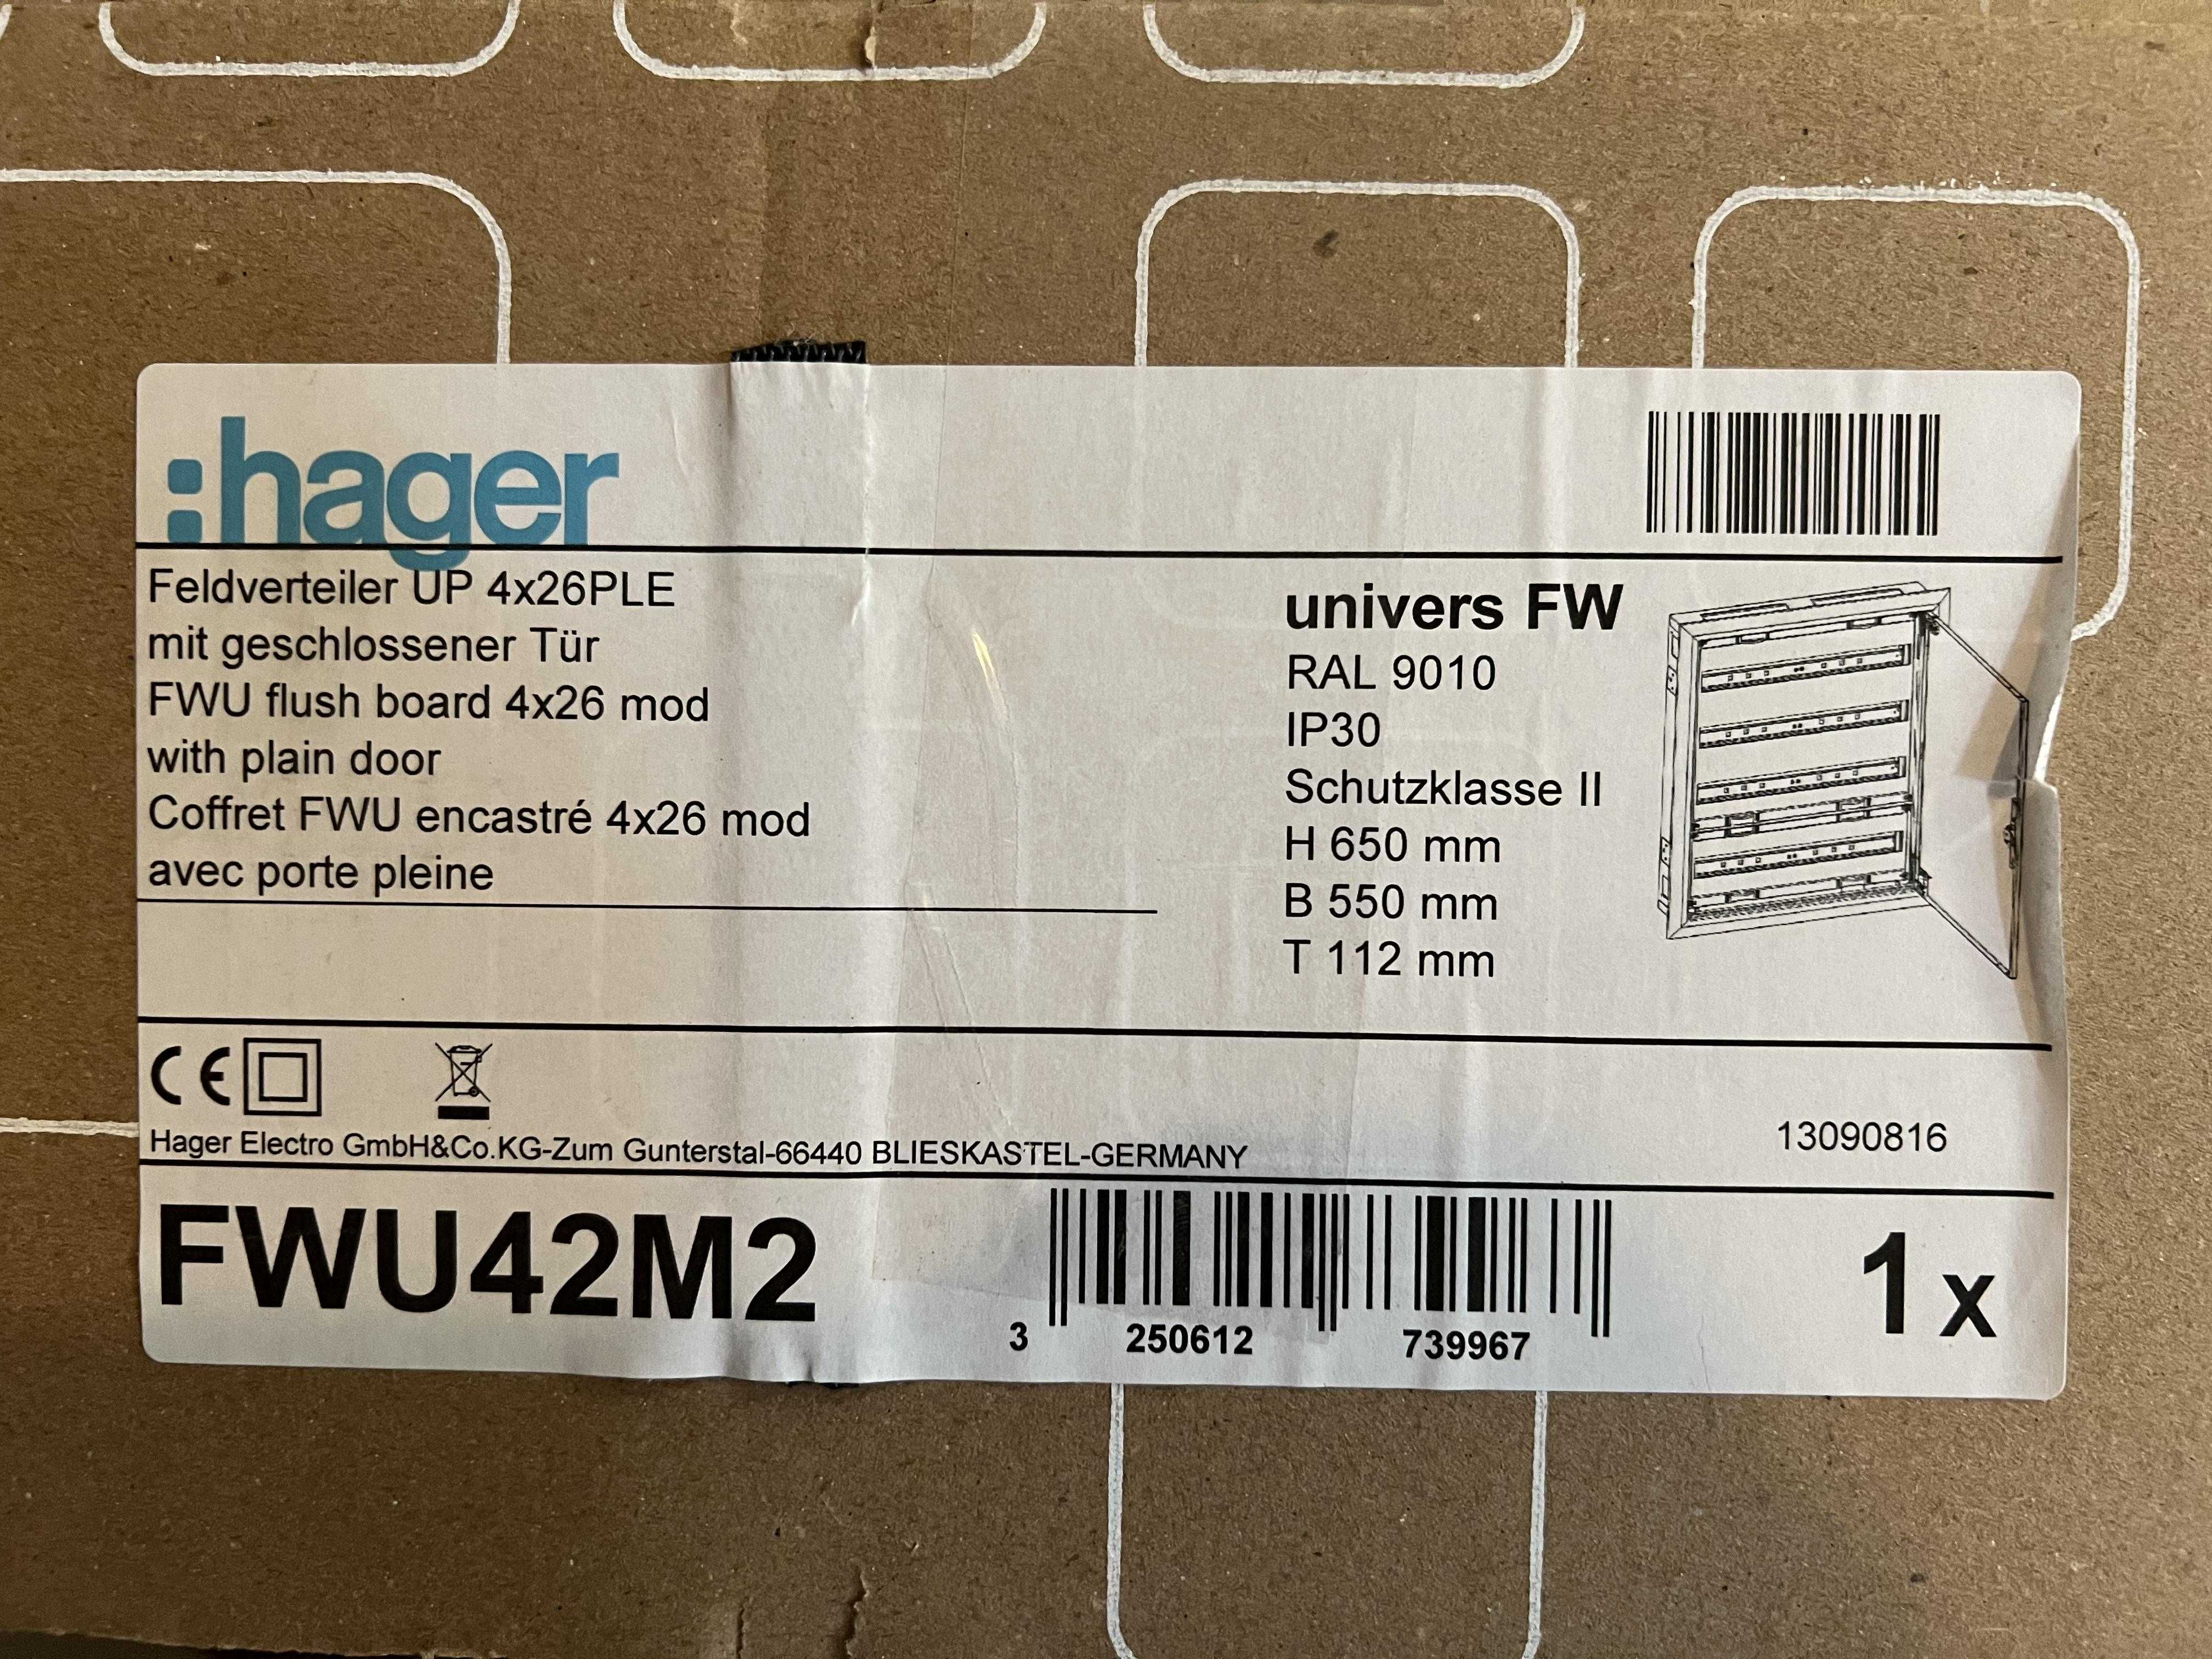 :hager
Feldverteiler UP 4x26PLE
mit geschlossener Tür
FWU flush board 4x26 mod
with plain door
Coffret FWU encastré 4x26 mod
avec porte pleine
univers FW
RAL 9010
IP30
Schutzklasse II
H 650 mm
B 550 mm
T 112 mm
CE
Hager Electro GmbH&Co.KG-Zum Gunterstal-66440 BLIESKASTEL-GERMANY
13090816
FWU42M2
3 250612 739967
1 x